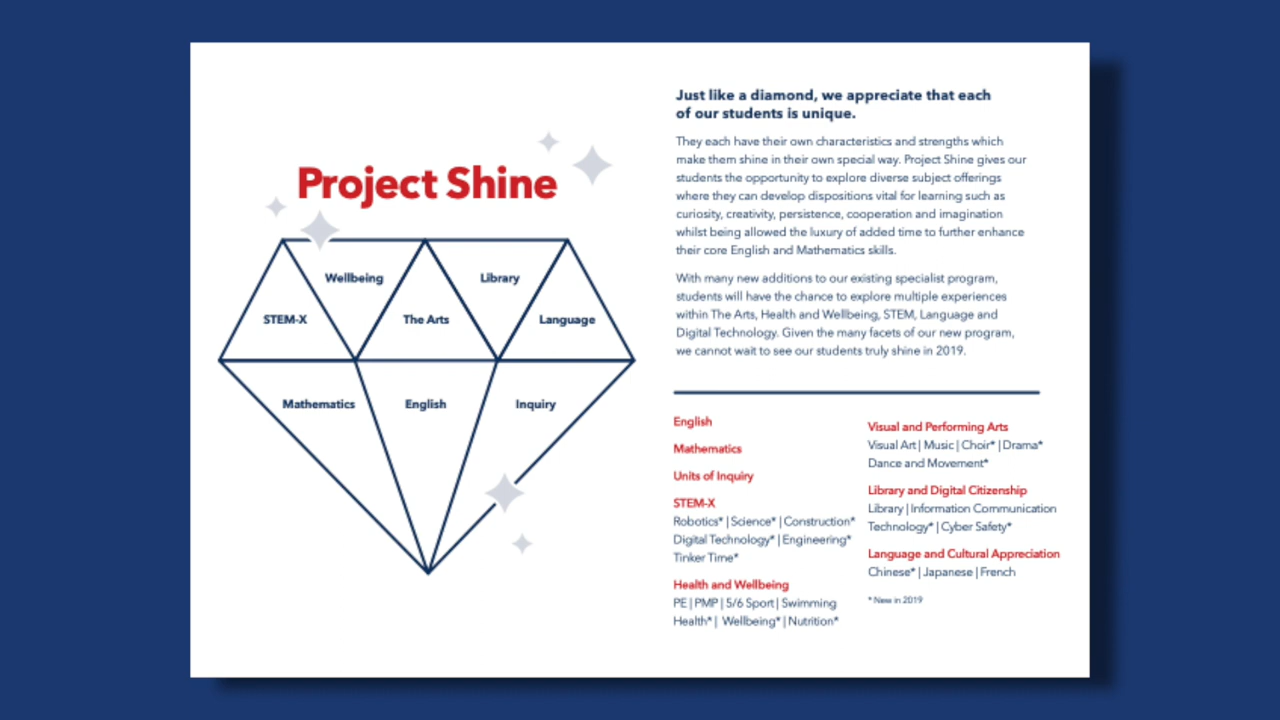 Project Shine
Wellbeing
Library
STEM-X
The Arts
Language
Mathematics
English
Inquiry
Just like a diamond, we appreciate that each
of our students is unique.
They each have their own characteristics and strengths which
make them shine in their own special way. Project Shine gives our
students the opportunity to explore diverse subject offerings
where they can develop dispositions vital for learning such as
curiosity, creativity, persistence, cooperation and imagination
whilst being allowed the luxury of added time to further enhance
their core English and Mathematics skills.
With many new additions to our existing specialist program,
students will have the chance to explore multiple experiences
within The Arts, Health and Wellbeing, STEM, Language and
Digital Technology. Given the many facets of our new program,
we cannot wait to see our students truly shine in 2019.
English
Mathematics
Units of Inquiry
STEM-X
Robotics* | Science* | Construction*
Digital Technology* | Engineering*
Tinker Time*
Health and Wellbeing
PE | PMP | 5/6 Sport | Swimming
Health* | Wellbeing* | Nutrition*
Visual and Performing Arts
Visual Art | Music | Choir* | Drama*
Dance and Movement*
Library and Digital Citizenship
Library | Information Communication
Technology* | Cyber Safety*
Language and Cultural Appreciation
Chinese* | Japanese | French
* New in 2019